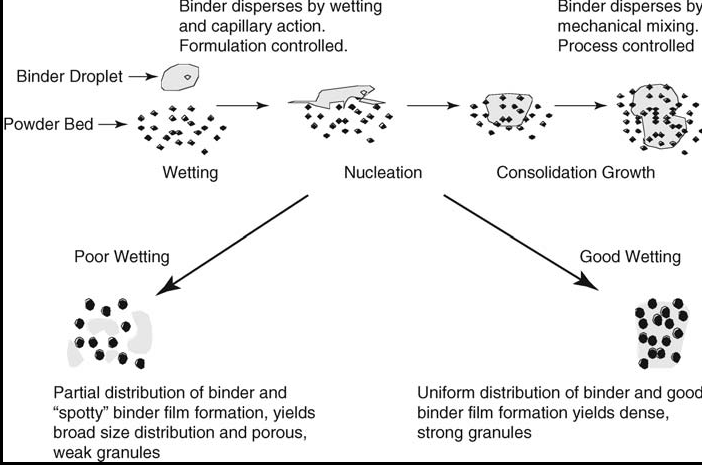 Binder disperses by wetting
and capillary action.
Formulation controlled.
Binder disperses by
mechanical mixing.
Process controlled
Binder Droplet
Powder Bed
Wetting
Nucleation
Consolidation Growth
Poor Wetting
Good Wetting
Partial distribution of binder and
“spotty” binder film formation, yields
broad size distribution and porous,
weak granules
Uniform distribution of binder and good
binder film formation yields dense,
strong granules